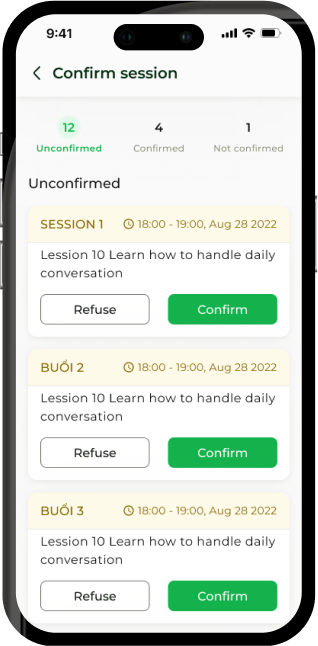 9:41
Confirm session
12 4 1
Unconfirmed Confirmed Not confirmed
Unconfirmed
SESSION 1 18:00 - 19:00, Aug 28 2022
Lession 10 Learn how to handle daily
conversation
Refuse Confirm
BUỔI 2 18:00 - 19:00, Aug 28 2022
Lession 10 Learn how to handle daily
conversation
Refuse Confirm
BUỔI 3 18:00 - 19:00, Aug 28 2022
Lession 10 Learn how to handle daily
conversation
Refuse Confirm